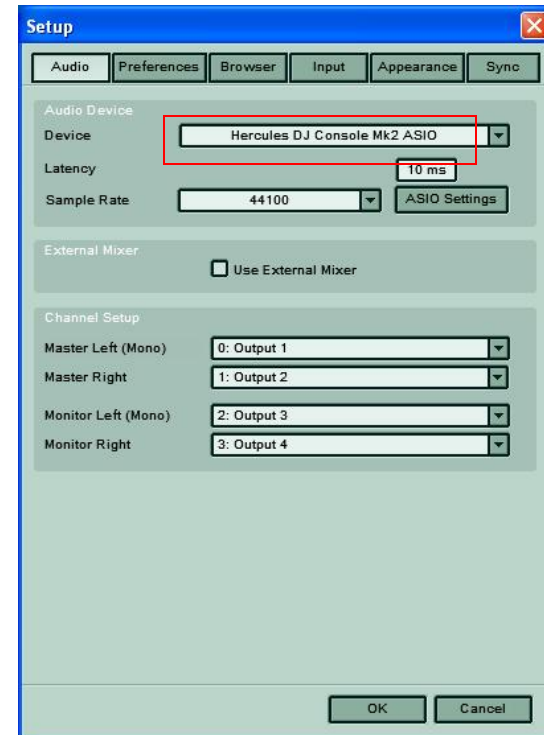 Setup
Audio Preferences Browser Input Appearance Sync
Audio Device
Device Hercules DJ Console Mk2 ASIO
Latency 10 ms
Sample Rate 44100 ASIO Settings
External Mixer
Use External Mixer
Channel Setup
Master Left (Mono) 0: Output 1
Master Right 1: Output 2
Monitor Left (Mono) 2: Output 3
Monitor Right 3: Output 4
OK Cancel